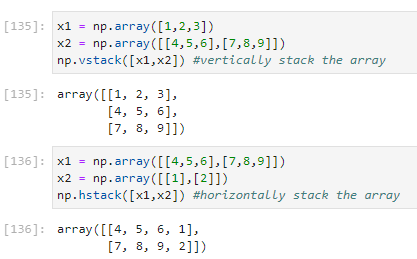 [135]: x1 = np.array([1,2,3])
x2 = np.array([[4,5,6],[7,8,9]])
np.vstack([x1,x2]) #vertically stack the array
[135]: array([[1, 2, 3],
[4, 5, 6],
[7, 8, 9]])
[136]: x1 = np.array([[4,5,6],[7,8,9]])
x2 = np.array([[1],[2]])
np.hstack([x1,x2]) #horizontally stack the array
[136]: array([[4, 5, 6, 1],
[7, 8, 9, 2]])